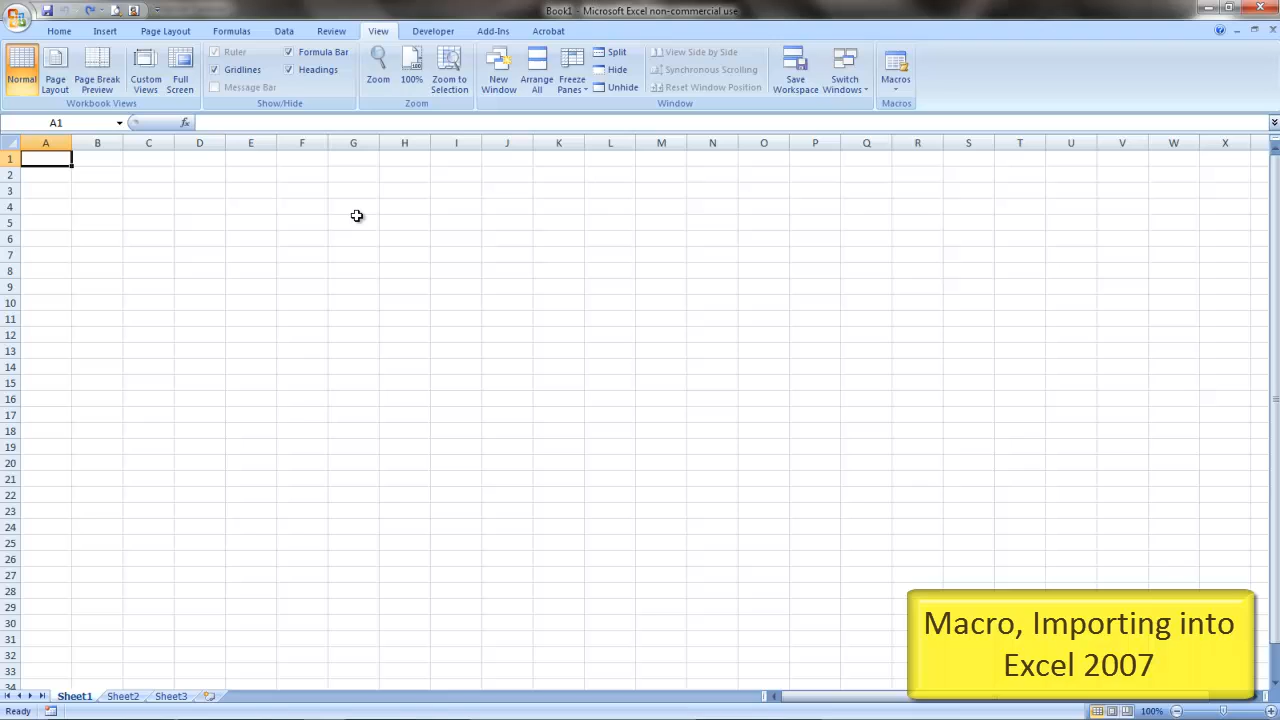 Book1 - Microsoft Excel non-commercial use
Home Insert Page Layout Formulas Data Review View Developer Add-Ins Acrobat
Normal
Page Layout
Page Break Preview
Custom Views
Full Screen
Workbook Views
Ruler
Gridlines
Message Bar
Formula Bar
Headings
Show/Hide
Zoom
100%
Zoom to Selection
Zoom
New Window
Arrange All
Freeze Panes
Split
Hide
Unhide
View Side by Side
Synchronous Scrolling
Reset Window Position
Save Workspace
Switch Windows
Window
Macros
Macros
A1
fx
A B C D E F G H I J K L M N O P Q R S T U V W X
1
2
3
4
5
6
7
8
9
10
11
12
13
14
15
16
17
18
19
20
21
22
23
24
25
26
27
28
29
30
31
32
33
34
Macro, Importing into
Excel 2007
Sheet1 Sheet2 Sheet3
Ready
100%